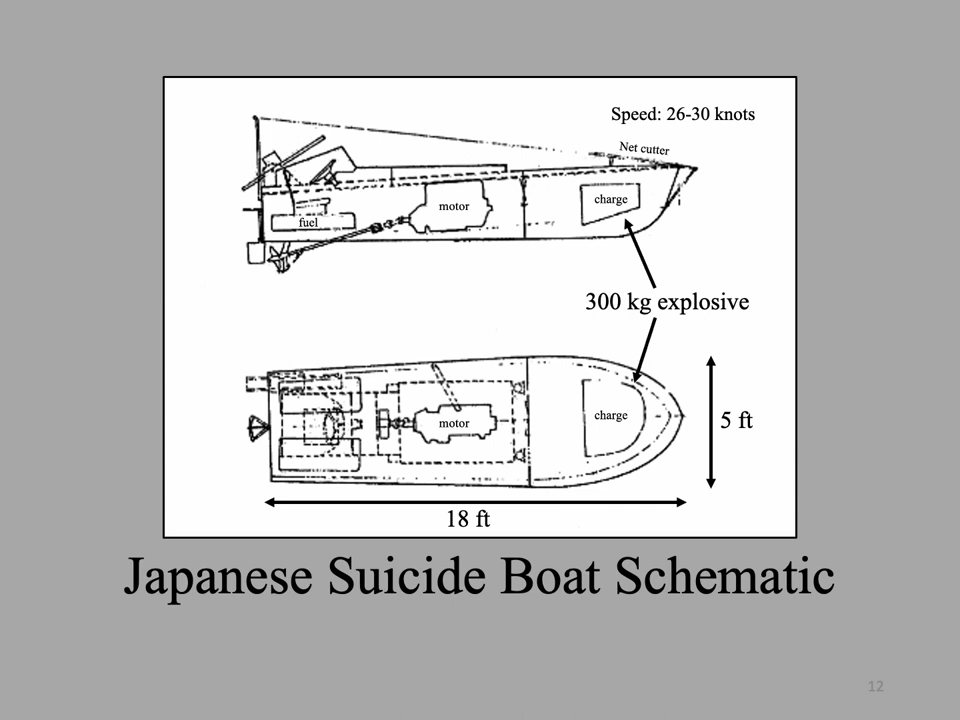 Speed: 26-30 knots
Net cutter
motor
charge
fuel
300 kg explosive
motor
charge
5 ft
18 ft
Japanese Suicide Boat Schematic
12